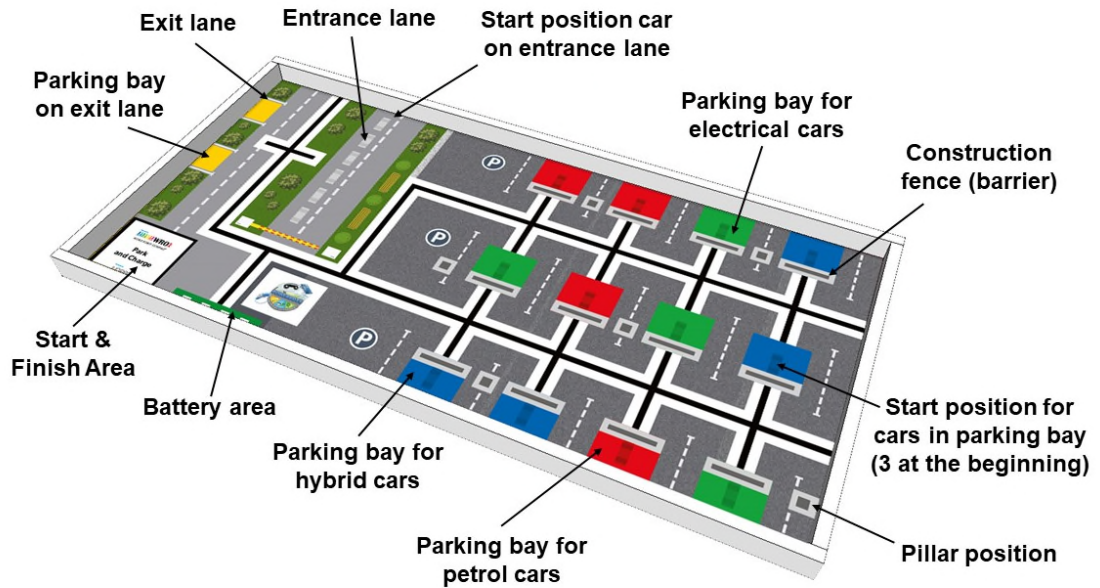 Exit lane
Entrance lane
Start position car
on entrance lane
Parking bay
on exit lane
Parking bay for
electrical cars
Construction
fence (barrier)
P
P
P
WRO
Park
and Charge
Start &
Finish Area
Battery area
Parking bay for
hybrid cars
Parking bay for
petrol cars
Start position for
cars in parking bay
(3 at the beginning)
Pillar position